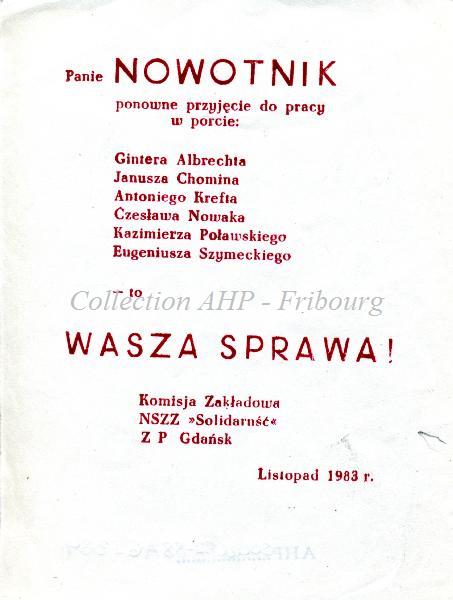 Panie NOWOTNIK
ponowne przyjęcie do pracy
w porcie:
Gintera Albrechta
Janusza Chomina
Antoniego Krefta
Czesława Nowaka
Kazimierza Poławskiego
Eugeniusza Szymeckiego
– to
Collection AHP - Fribourg
WASZA SPRAWA!
Komisja Zakładowa
NSZZ »Solidarnść«
Z P Gdańsk
Listopad 1983 r.